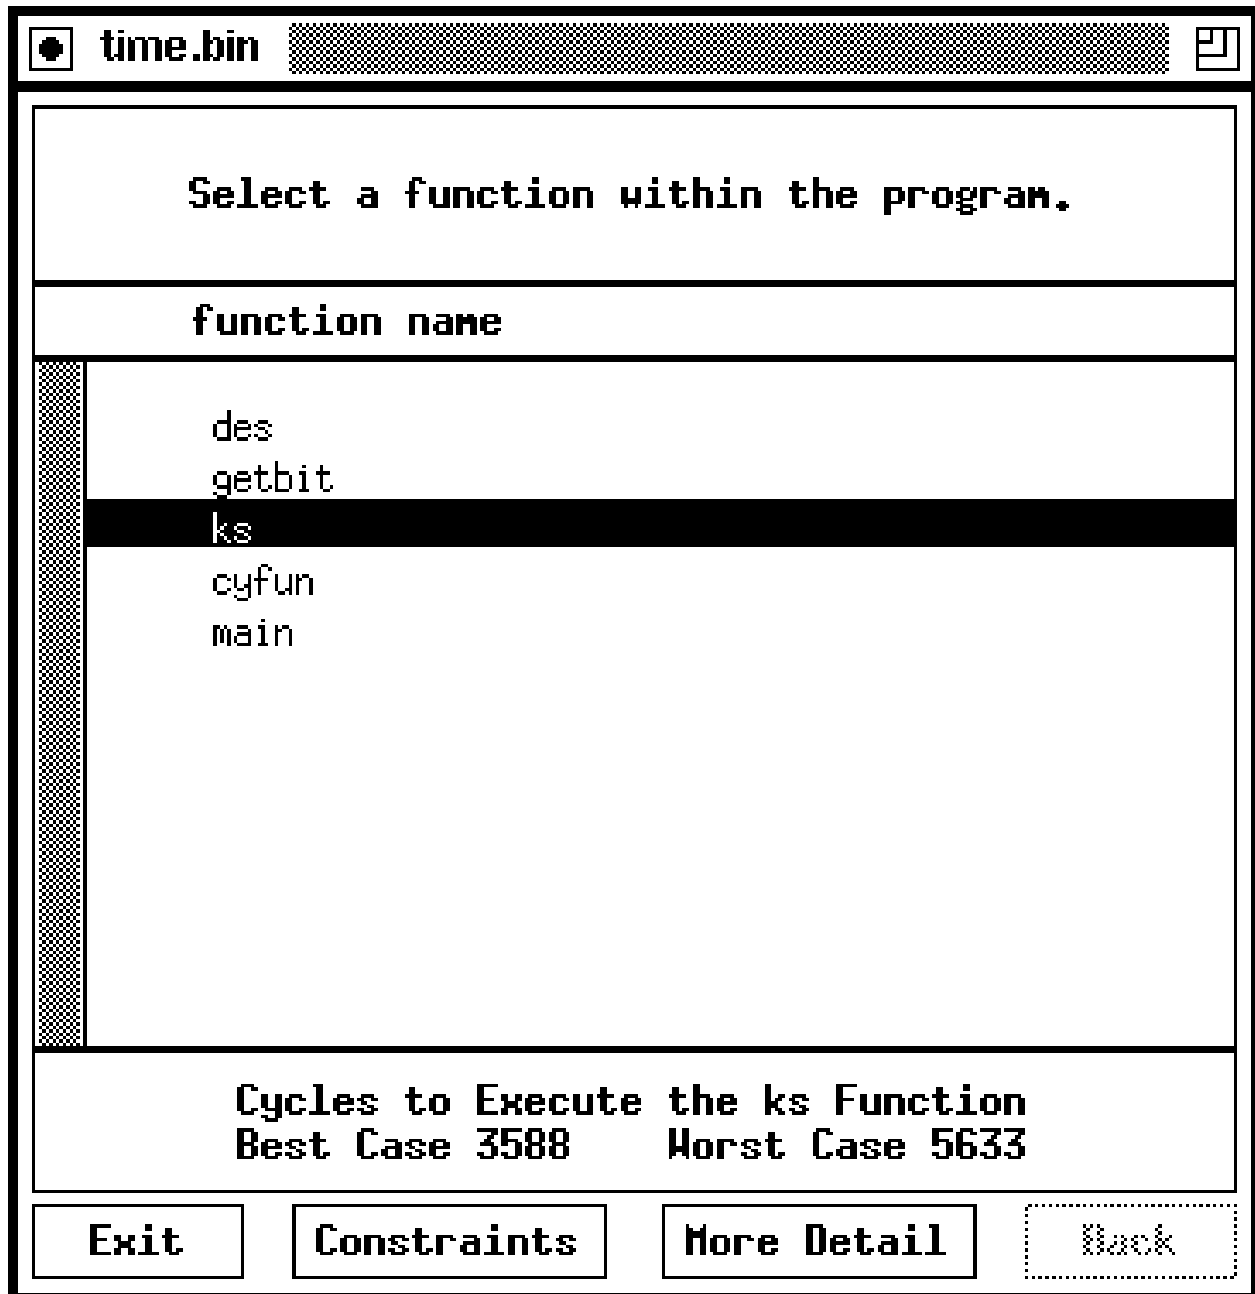 time.bin
Select a function within the program.
function name
des
getbit
ks
cyfun
main
Cycles to Execute the ks Function
Best Case 3588 Worst Case 5633
Exit Constraints More Detail Back